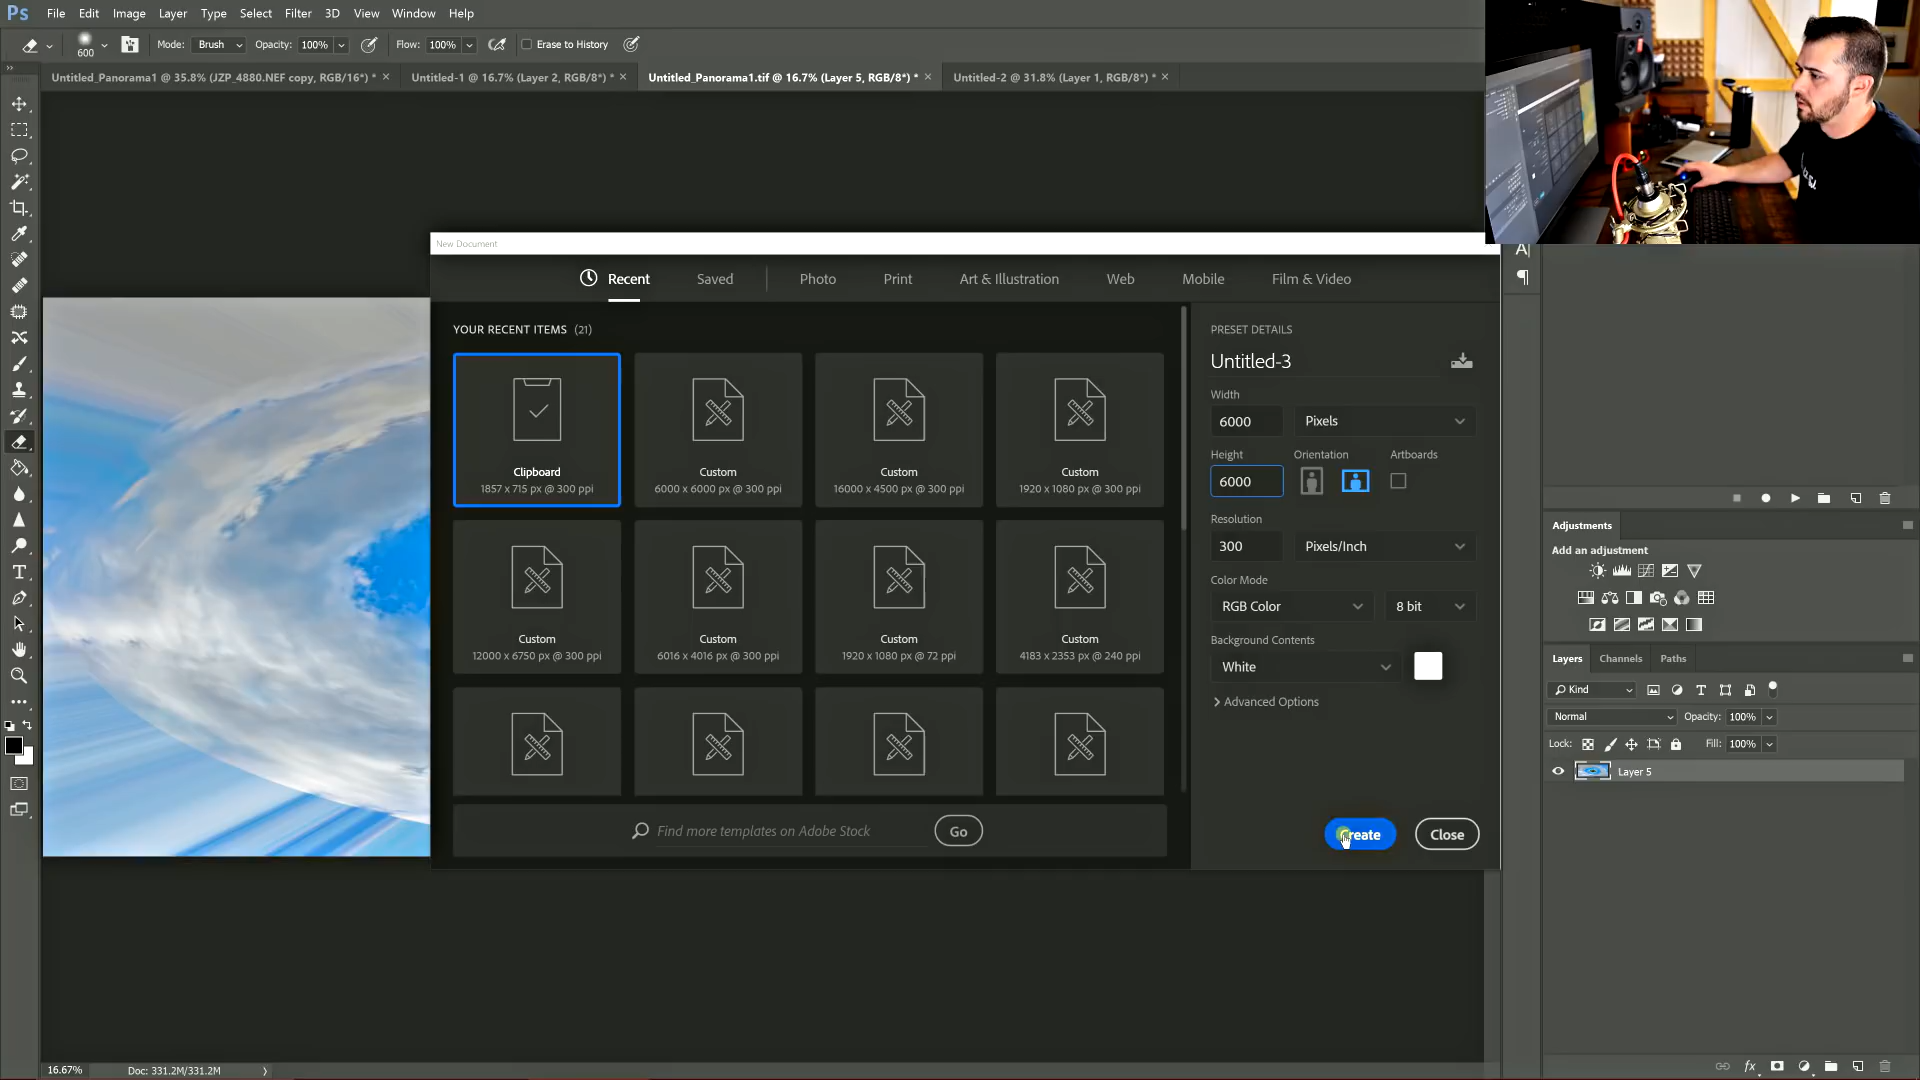 Ps File Edit Image Layer Type Select Filter 3D View Window Help
600 Mode: Brush Opacity: 100% Flow: 100% Erase to History
Untitled_Panorama1 @ 35.8% (JZP_4880.NEF copy, RGB/16*) * × Untitled-1 @ 16.7% (Layer 2, RGB/8*) * × Untitled_Panorama1.tif @ 16.7% (Layer 5, RGB/8*) * × Untitled-2 @ 31.8% (Layer 1, RGB/8*) * ×
New Document
Recent Saved Photo Print Art & Illustration Web Mobile Film & Video
YOUR RECENT ITEMS (21)
Clipboard
1857 x 715 px @ 300 ppi
Custom
6000 x 6000 px @ 300 ppi
Custom
16000 x 4500 px @ 300 ppi
Custom
1920 x 1080 px @ 300 ppi
Custom
12000 x 6750 px @ 300 ppi
Custom
6016 x 4016 px @ 300 ppi
Custom
1920 x 1080 px @ 72 ppi
Custom
4183 x 2353 px @ 240 ppi
Find more templates on Adobe Stock Go
PRESET DETAILS
Untitled-3
Width
6000 Pixels
Height Orientation Artboards
6000
Resolution
300 Pixels/Inch
Color Mode
RGB Color 8 bit
Background Contents
White
Advanced Options
Create Close
Adjustments
Add an adjustment
Layers Channels Paths
Kind
Normal Opacity: 100%
Lock: Fill: 100%
Layer 5
fx
16.67% Doc: 331.2M/331.2M